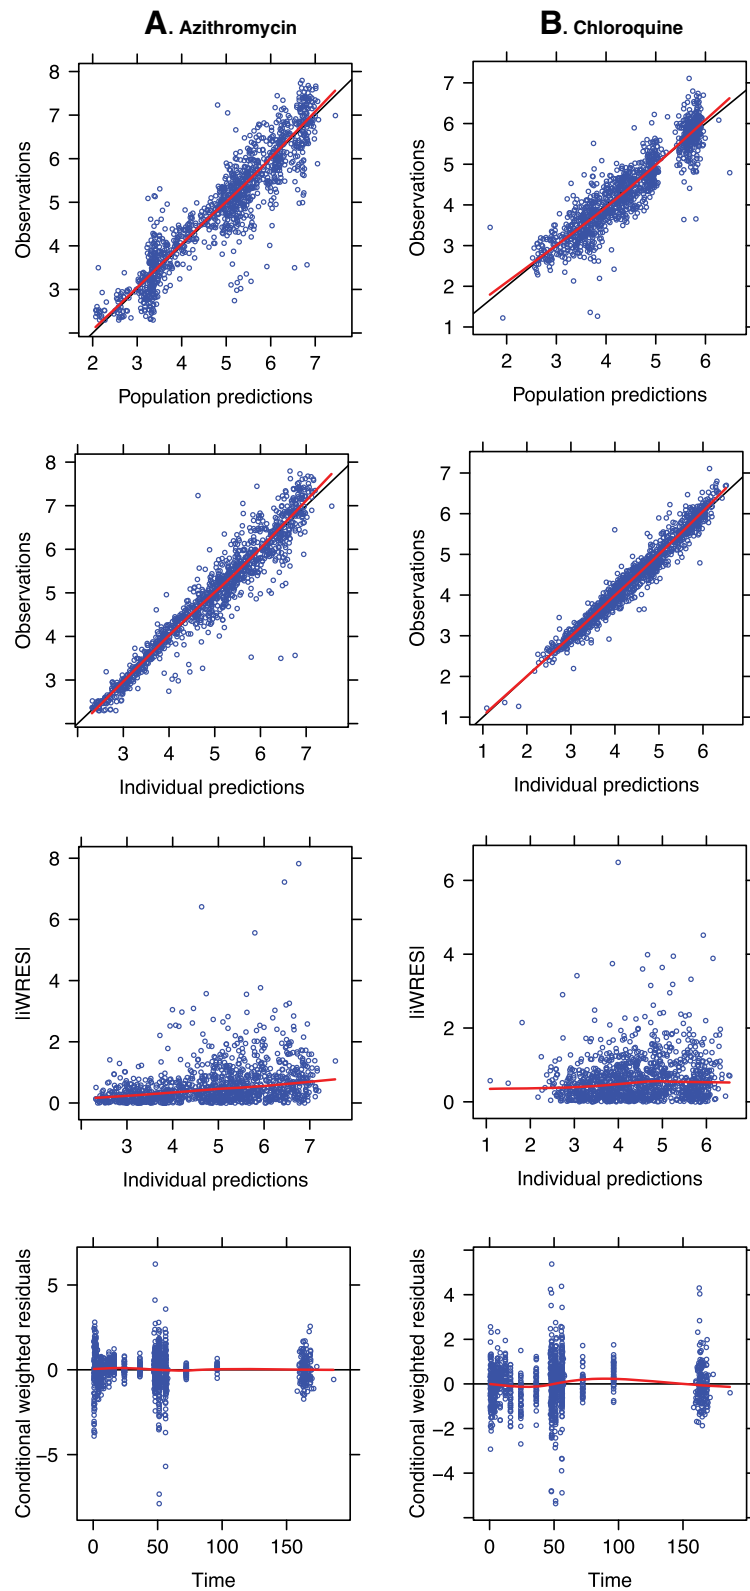 A. Azithromycin
B. Chloroquine
Observations
8
7
6
5
4
3
2 3 4 5 6 7
Population predictions
Observations
7
6
5
4
3
2
1
2 3 4 5 6
Population predictions
Observations
8
7
6
5
4
3
3 4 5 6 7
Individual predictions
Observations
7
6
5
4
3
2
1
1 2 3 4 5 6
Individual predictions
|iWRES|
8
6
4
2
0
3 4 5 6 7
Individual predictions
|iWRES|
6
4
2
0
1 2 3 4 5 6
Individual predictions
Conditional weighted residuals
5
0
−5
0 50 100 150
Time
Conditional weighted residuals
4
2
0
−2
−4
0 50 100 150
Time